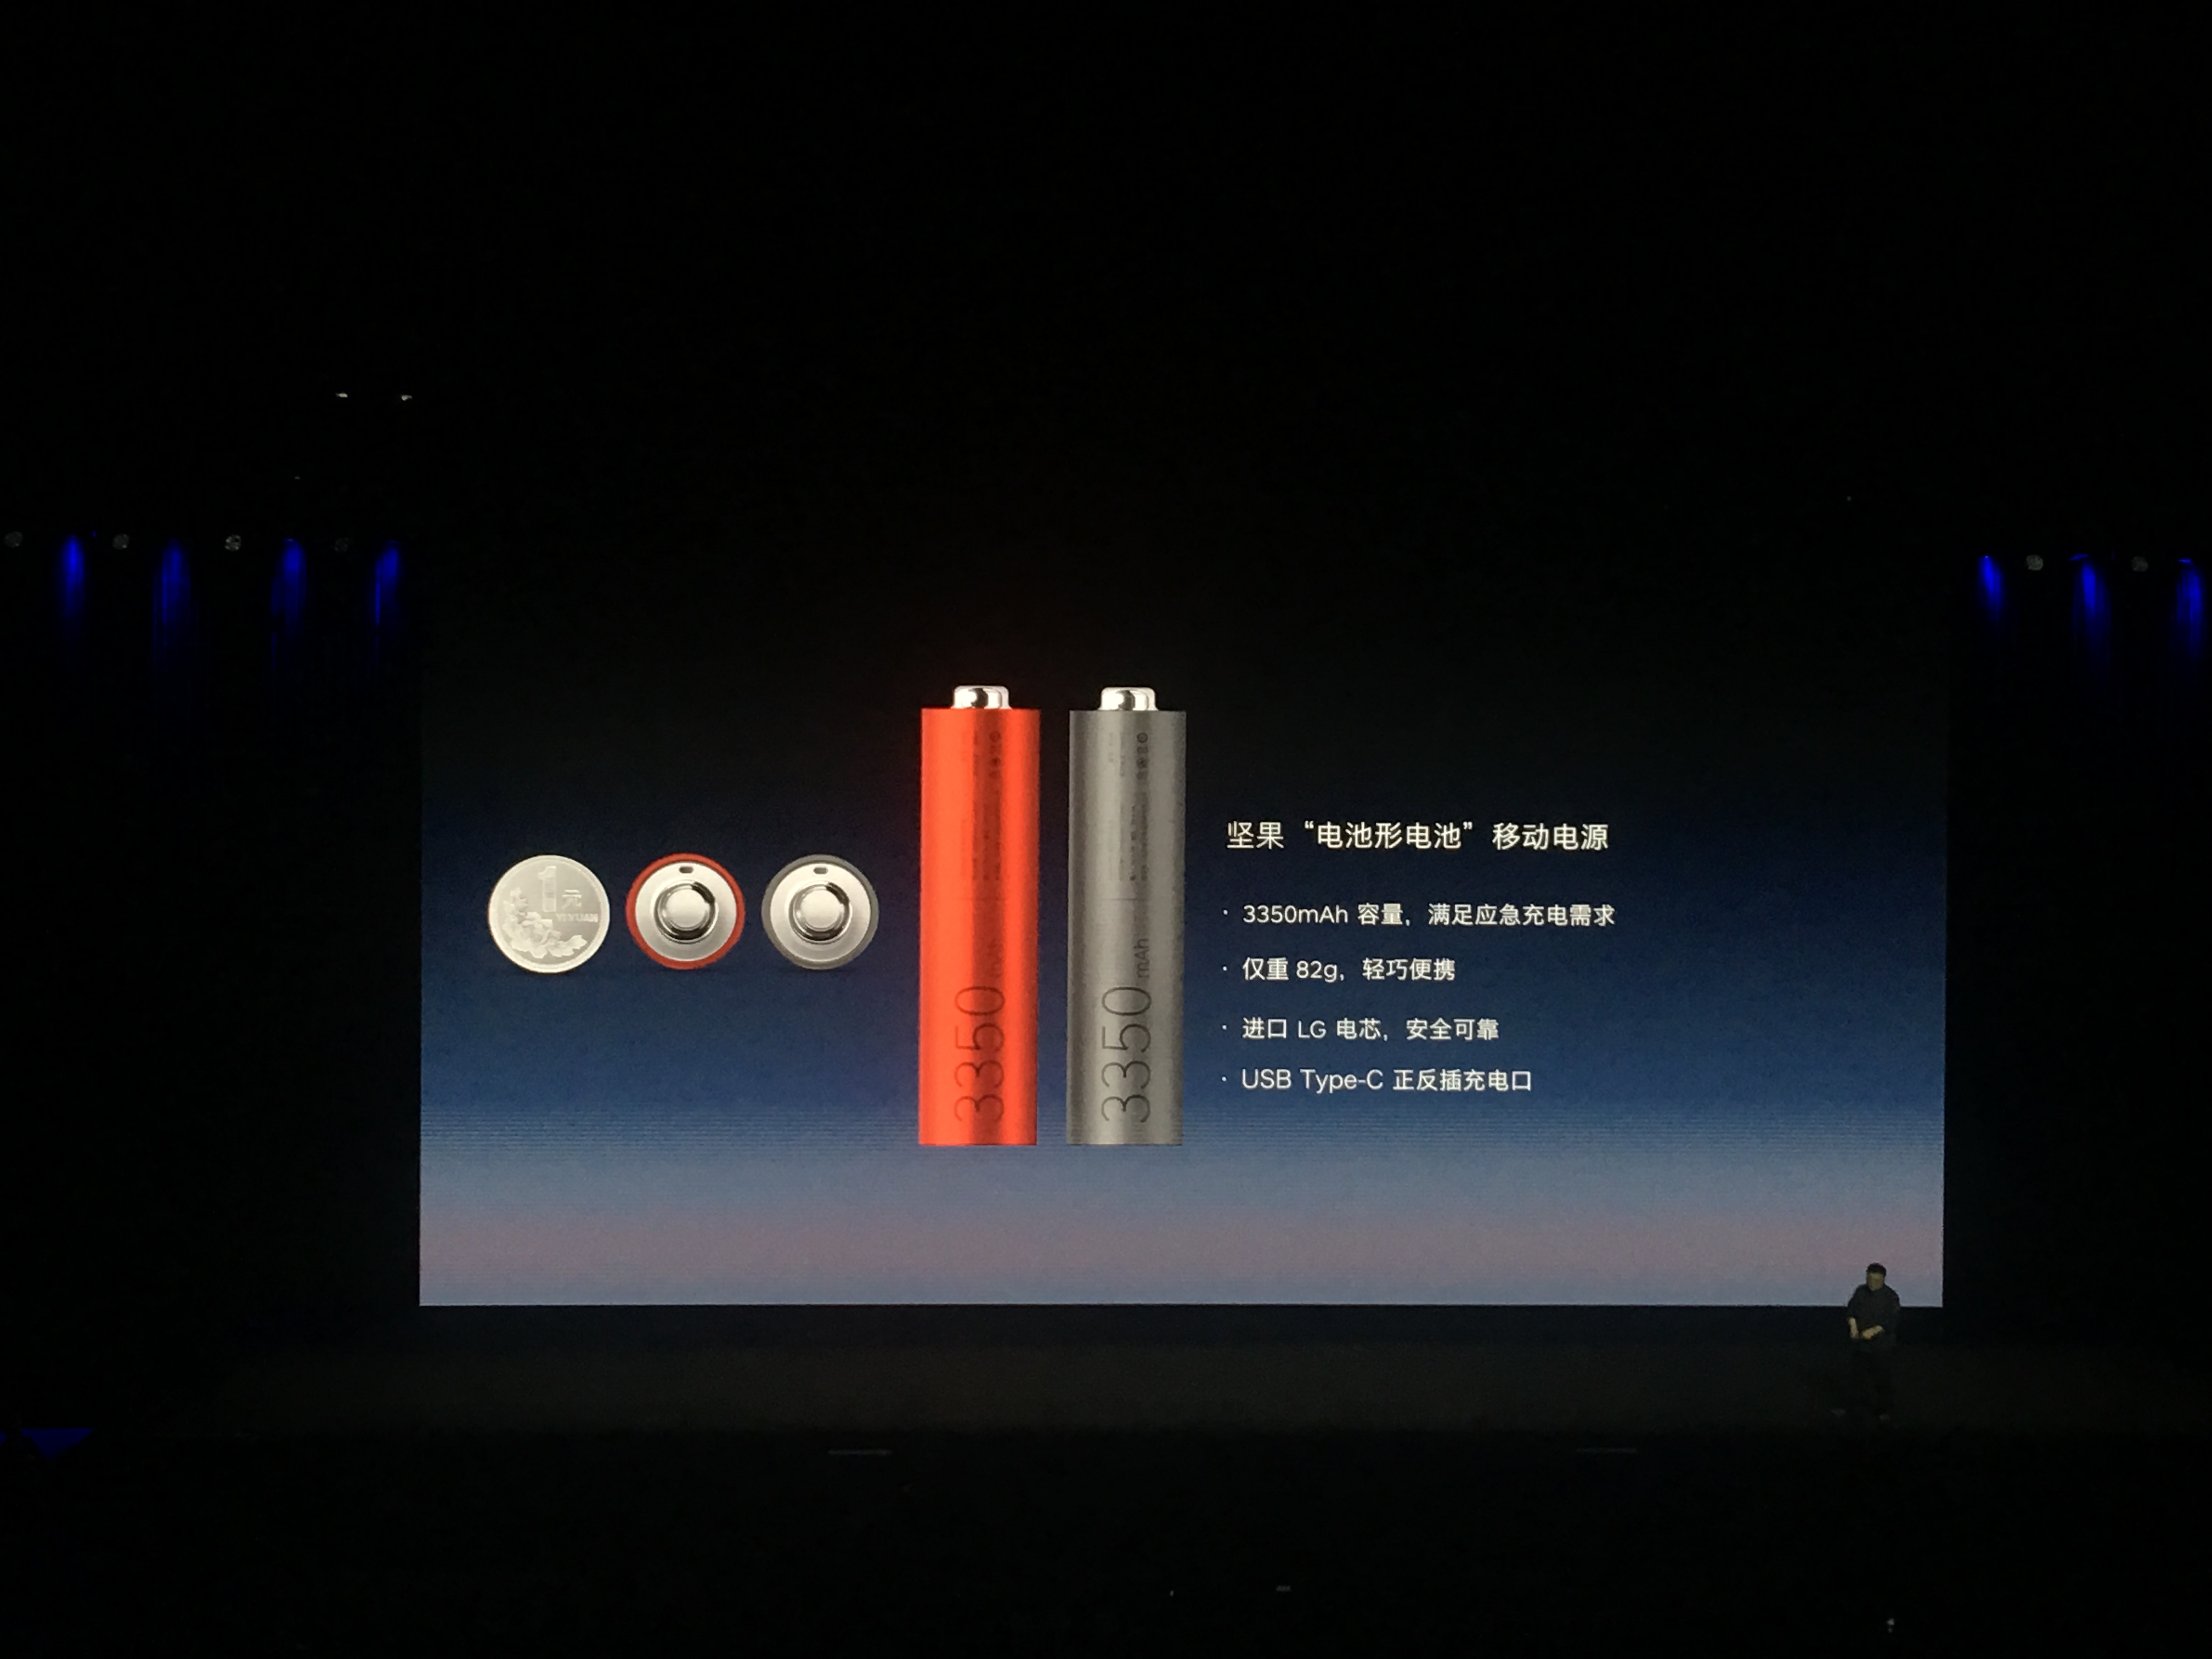 1元
YI YUAN
3350
3350 mAh
坚果“电池形电池”移动电源
· 3350mAh 容量，满足应急充电需求
· 仅重 82g，轻巧便携
· 进口 LG 电芯，安全可靠
· USB Type-C 正反插充电口